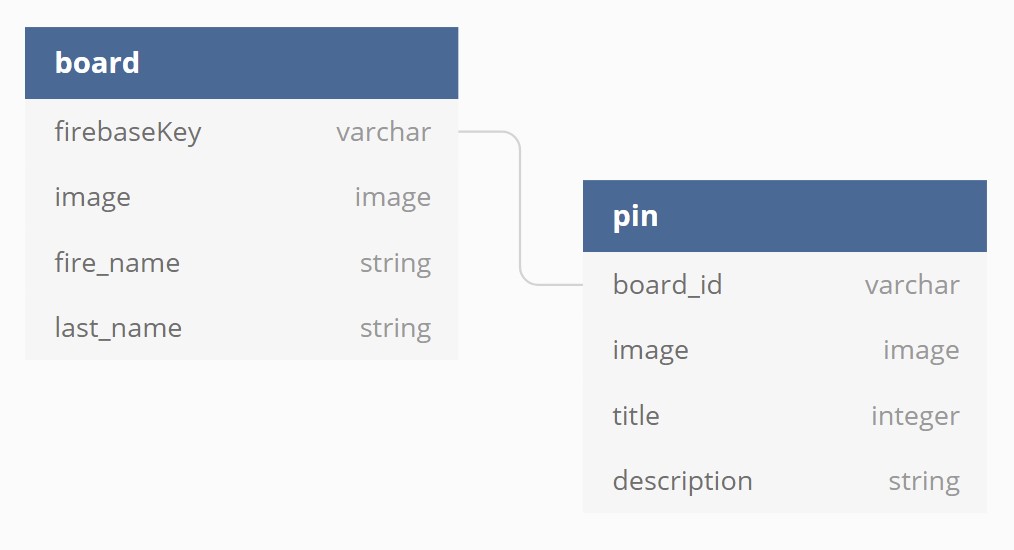 board
firebaseKey varchar
image image
fire_name string
last_name string
pin
board_id varchar
image image
title integer
description string